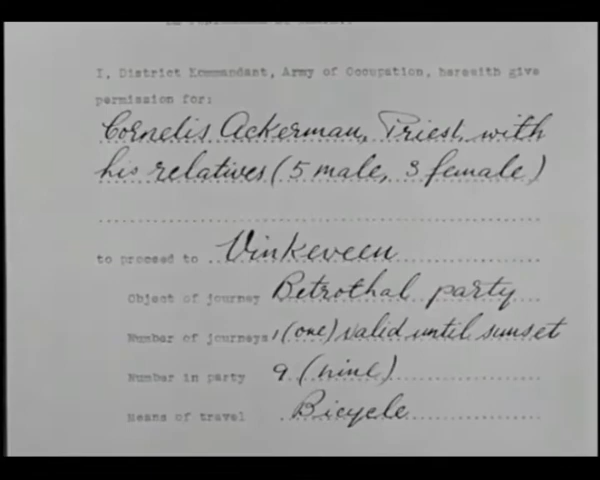 I, District Kommandant, Army of Occupation, herewith give
permission for:
Cornelis Ackerman, Priest, with
his relatives (5 male, 3 female)
to proceed to Vinkeveen
Object of journey Betrothal party
Number of journeys 1 (one) valid until sunset
Number in party 9 (nine)
Means of travel Bicycle